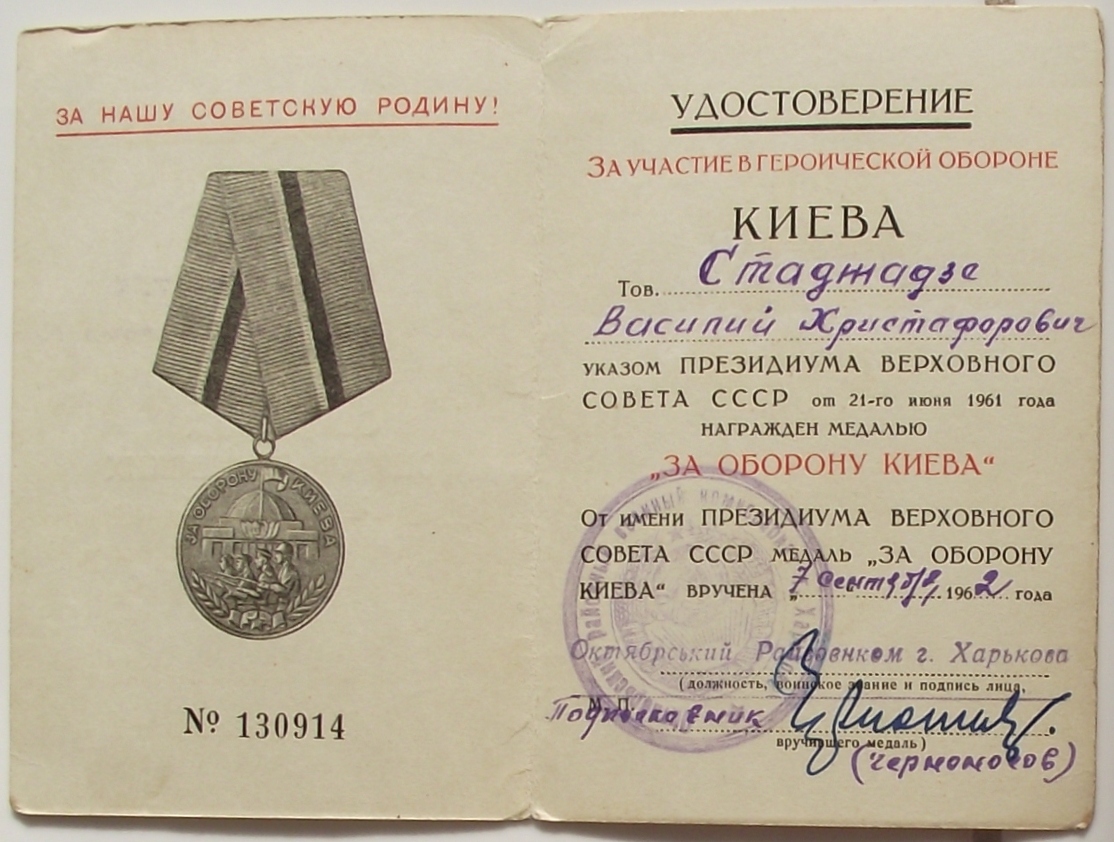 ЗА НАШУ СОВЕТСКУЮ РОДИНУ!
ЗА ОБОРОНУ КИЕВА
№ 130914
УДОСТОВЕРЕНИЕ
ЗА УЧАСТИЕ В ГЕРОИЧЕСКОЙ ОБОРОНЕ
КИЕВА
Тов. Стаджадзе
Василий Христафорович
УКАЗОМ ПРЕЗИДИУМА ВЕРХОВНОГО
СОВЕТА СССР от 21-го июня 1961 года
НАГРАЖДЕН МЕДАЛЬЮ
„ЗА ОБОРОНУ КИЕВА“
От имени ПРЕЗИДИУМА ВЕРХОВНОГО
СОВЕТА СССР МЕДАЛЬ „ЗА ОБОРОНУ
КИЕВА“ ВРУЧЕНА „7 сентября 1962 года
Октябрський Райвоенком г. Харькова
(должность, воинское звание и подпись лица,
М. П. Подполковник
вручившего медаль)
(Черноносов)